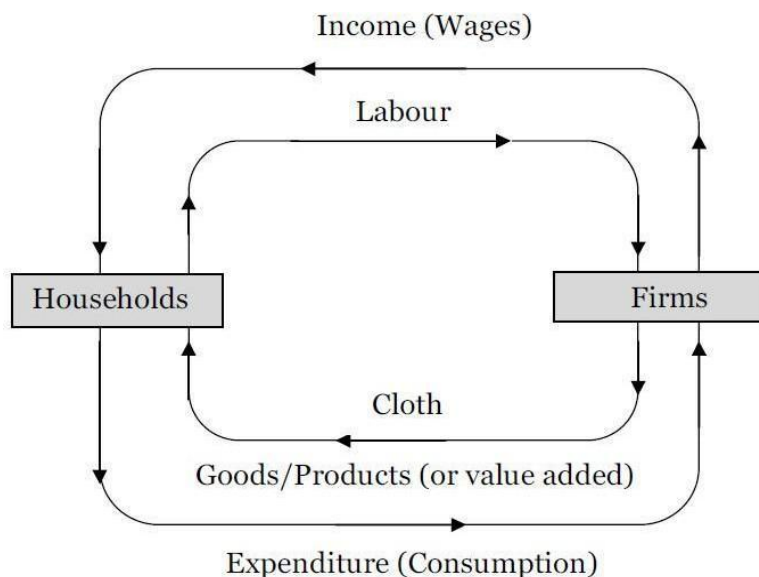 Income (Wages)
Labour
Households
Firms
Cloth
Goods/Products (or value added)
Expenditure (Consumption)